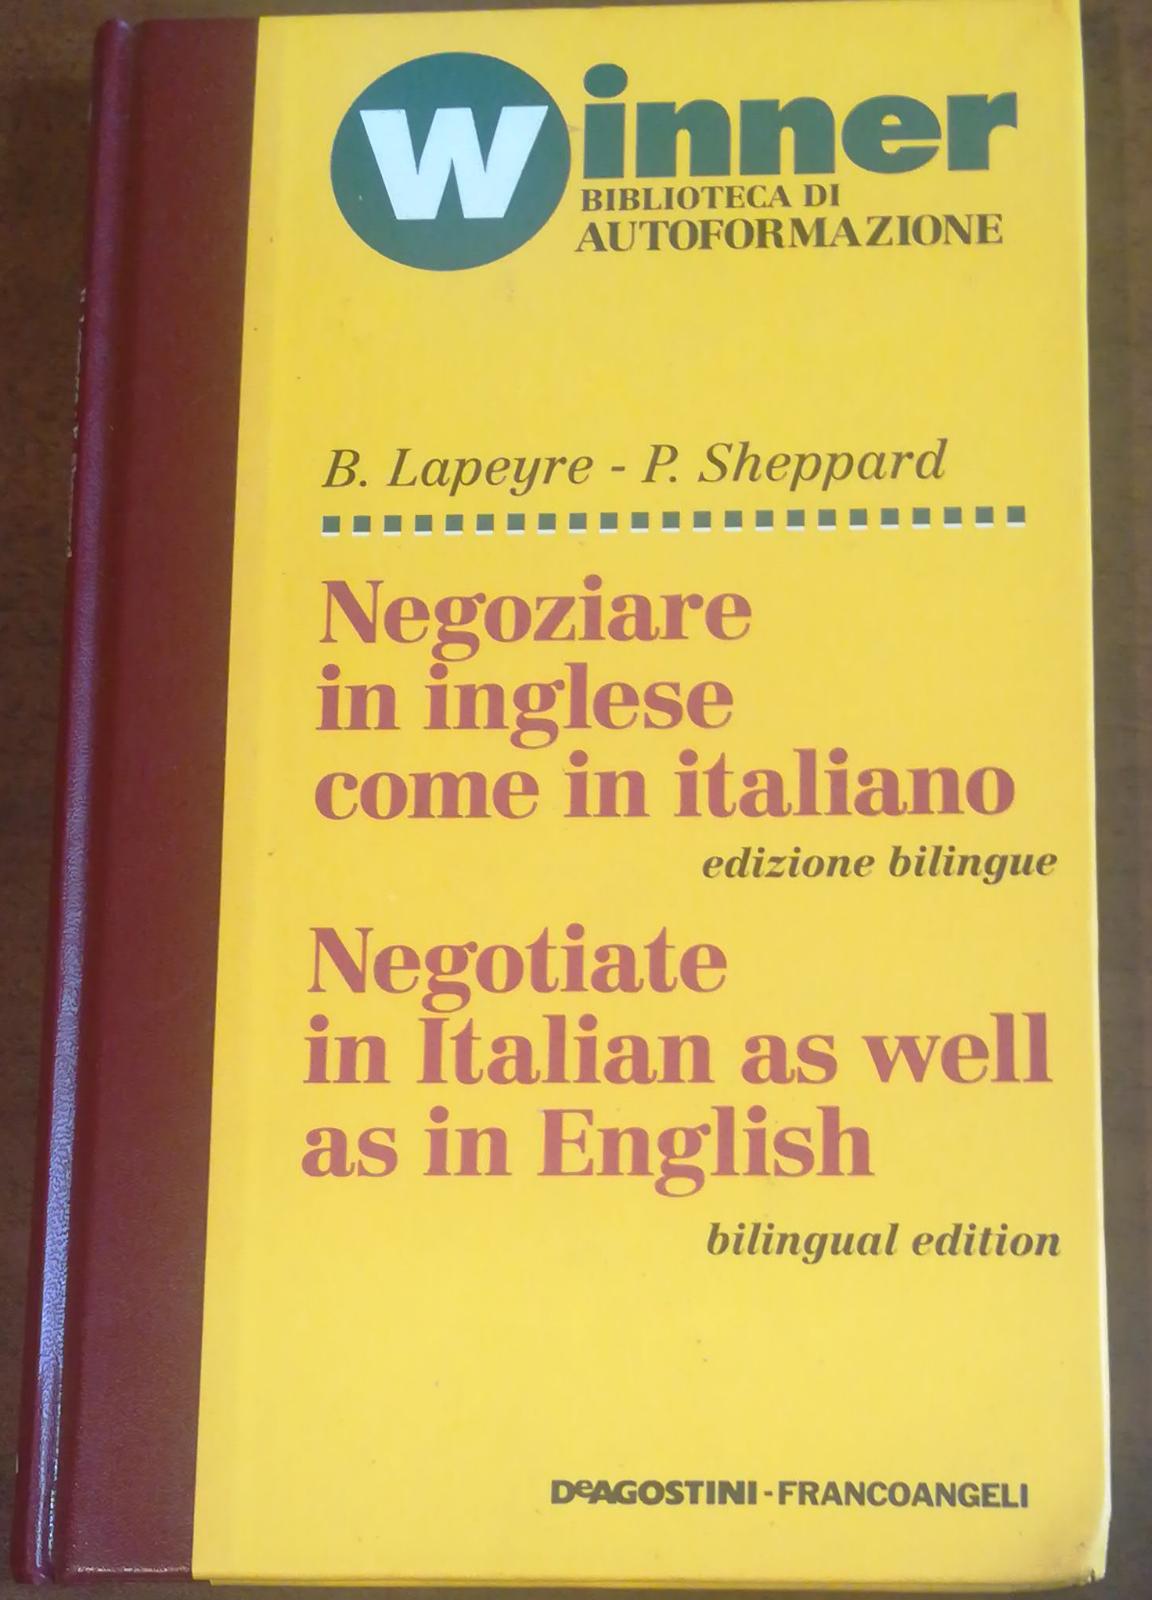 Winner
BIBLIOTECA DI
AUTOFORMAZIONE
B. Lapeyre - P. Sheppard
Negoziare
in inglese
come in italiano
edizione bilingue
Negotiate
in Italian as well
as in English
bilingual edition
DeAGOSTINI - FRANCOANGELI